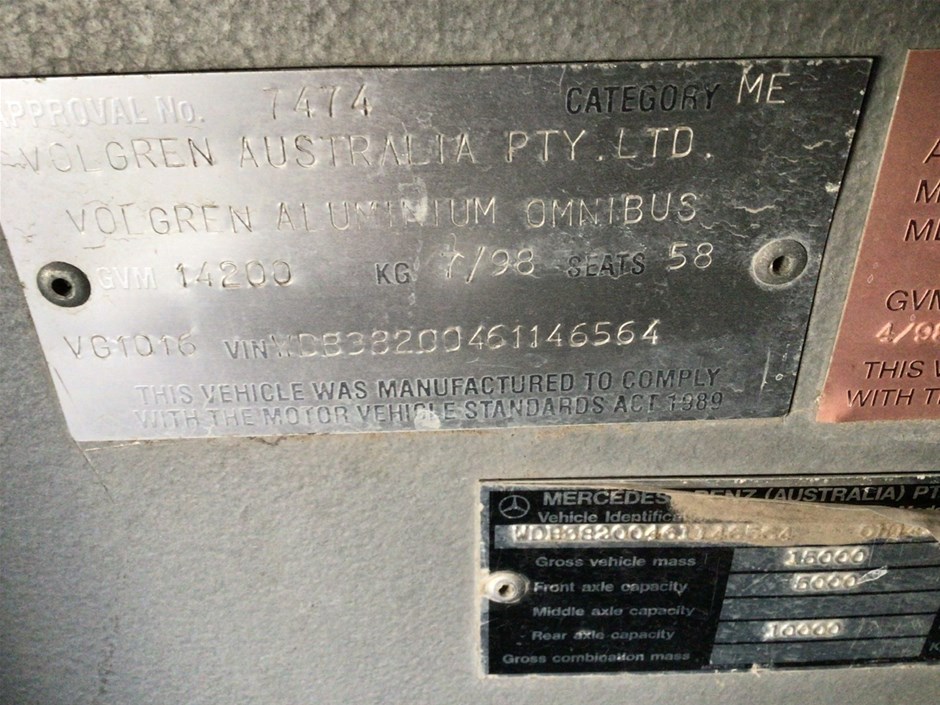 APPROVAL No. 7474 CATEGORY ME
VOLGREN AUSTRALIA PTY.LTD.
VOLGREN ALUMINIUM OMNIBUS
GVM 14200 KG 7/98 SEATS 58
VG1016 VIN WDB38200461146564
THIS VEHICLE WAS MANUFACTURED TO COMPLY
WITH THE MOTOR VEHICLE STANDARDS ACT 1989
GVM
4/98
THIS
WITH
MERCEDES BENZ (AUSTRALIA)
Vehicle
WDB38200461146564
Gross vehicle mass 15000
Front axle capacity 5000
Middle axle capacity
Rear axle capacity 10000
Gross combination mass